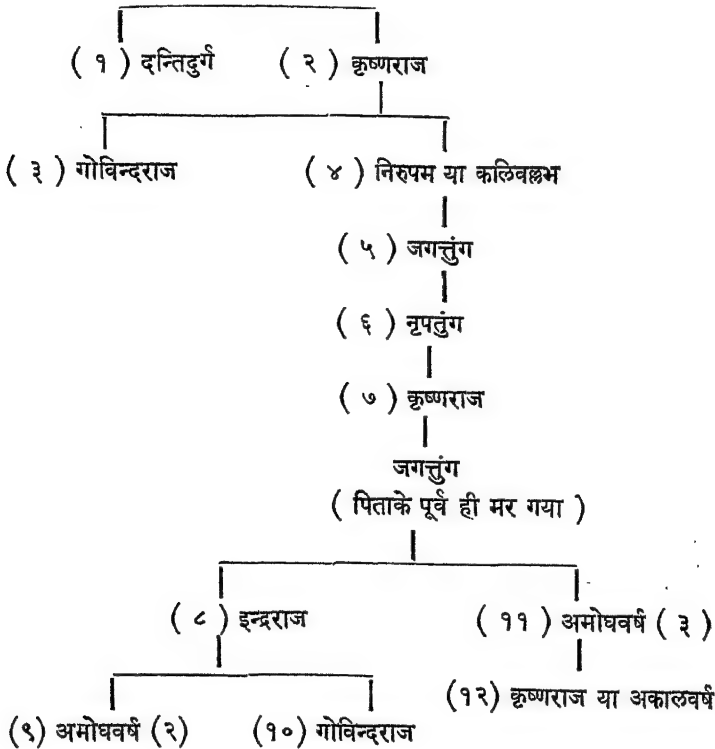 ( १ ) दन्तिदुर्ग ( २ ) कृष्णराज
( ३ ) गोविन्दराज ( ४ ) निरुपम या कलिवल्लभ
( ५ ) जगत्तुंग
( ६ ) नृपतुंग
( ७ ) कृष्णराज
जगत्तुंग
( पिताके पूर्व ही मर गया )
( ८ ) इन्द्रराज ( ११ ) अमोघवर्ष ( ३ )
(१२) कृष्णराज या अकालवर्ष
(९) अमोघवर्ष (२) (१०) गोविन्दराज